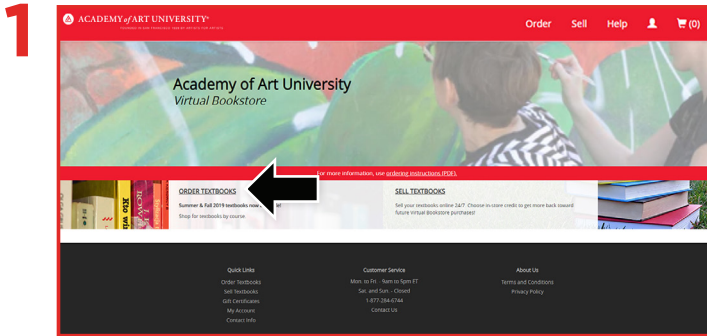 1
ACADEMY of ART UNIVERSITY
Order Sell Help (0)
Academy of Art University
Virtual Bookstore
For more information, use ordering instructions (PDF).
ORDER TEXTBOOKS
Summer & Fall 2019 textbooks now
Shop for textbooks by course.
SELL TEXTBOOKS
Sell your textbooks online 24/7. Choose in-store credit to get more back toward
future Virtual Bookstore purchases!
Quick Links
Order Textbooks
Sell Textbooks
Gift Certificates
My Account
Contact Info
Customer Service
Mon. to Fri. - 9am to 5pm ET
Sat. and Sun. - Closed
1-877-284-6744
Contact Us
About Us
Terms and Conditions
Privacy Policy